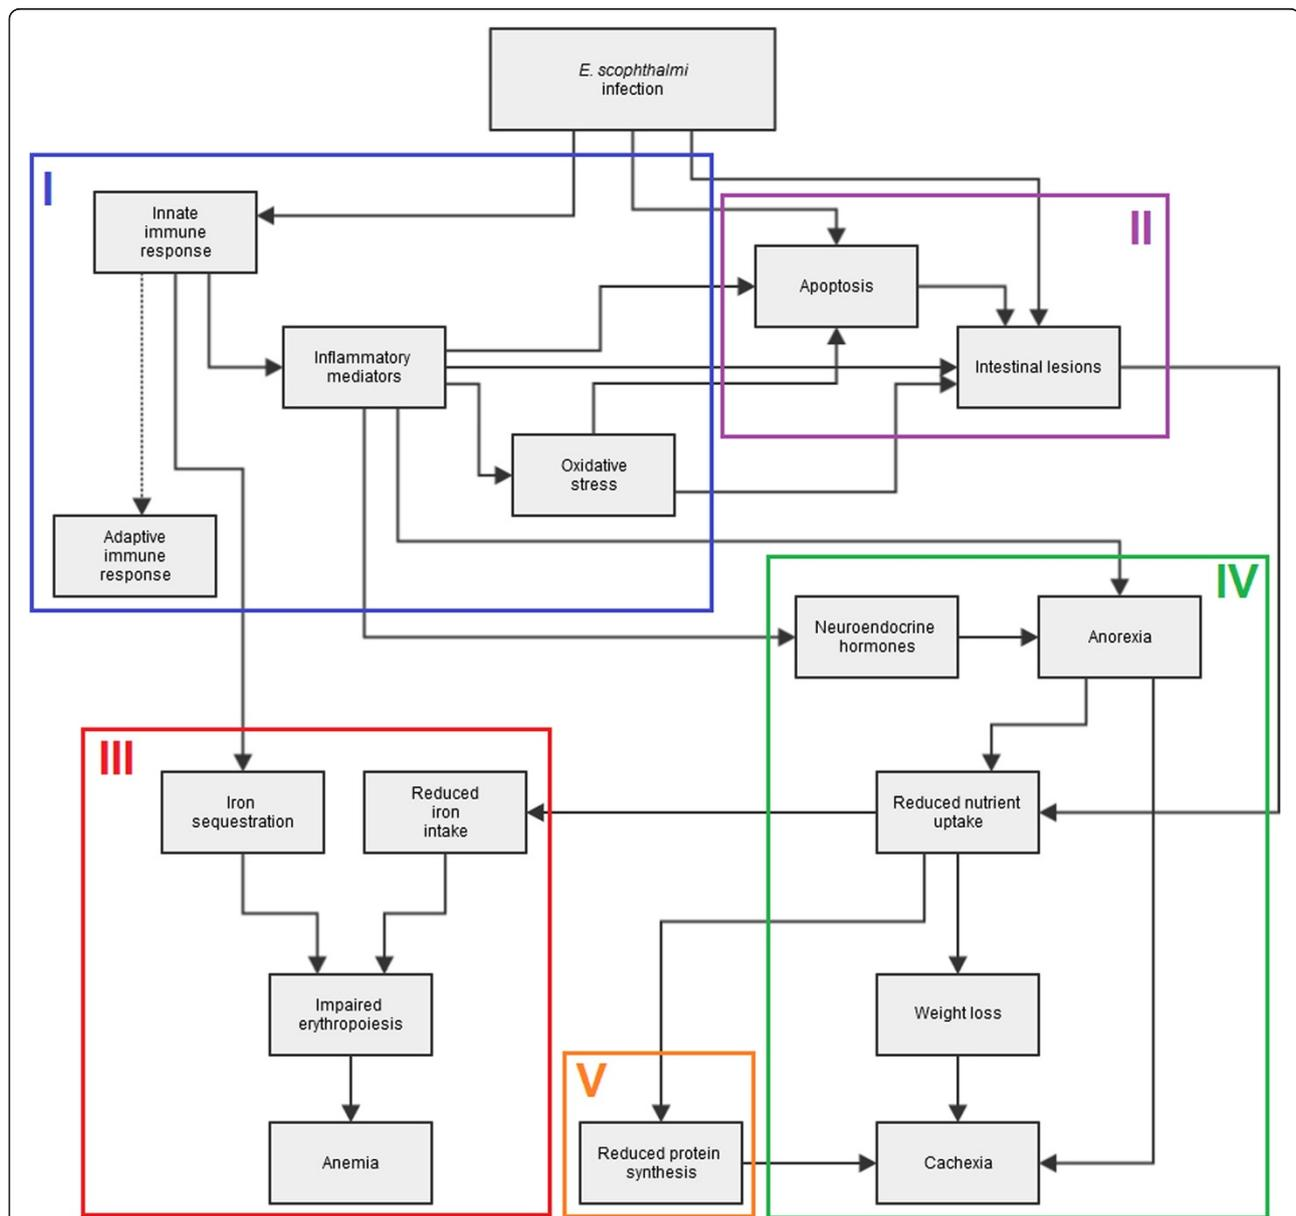 E. scophthalmi
infection
I
Innate
immune
response
II
Apoptosis
Inflammatory
mediators
Intestinal lesions
Oxidative
stress
Adaptive
immune
response
IV
Neuroendocrine
hormones
Anorexia
III
Iron
sequestration
Reduced
iron
intake
Reduced nutrient
uptake
Impaired
erythropoiesis
Weight loss
V
Anemia
Reduced protein
synthesis
Cachexia